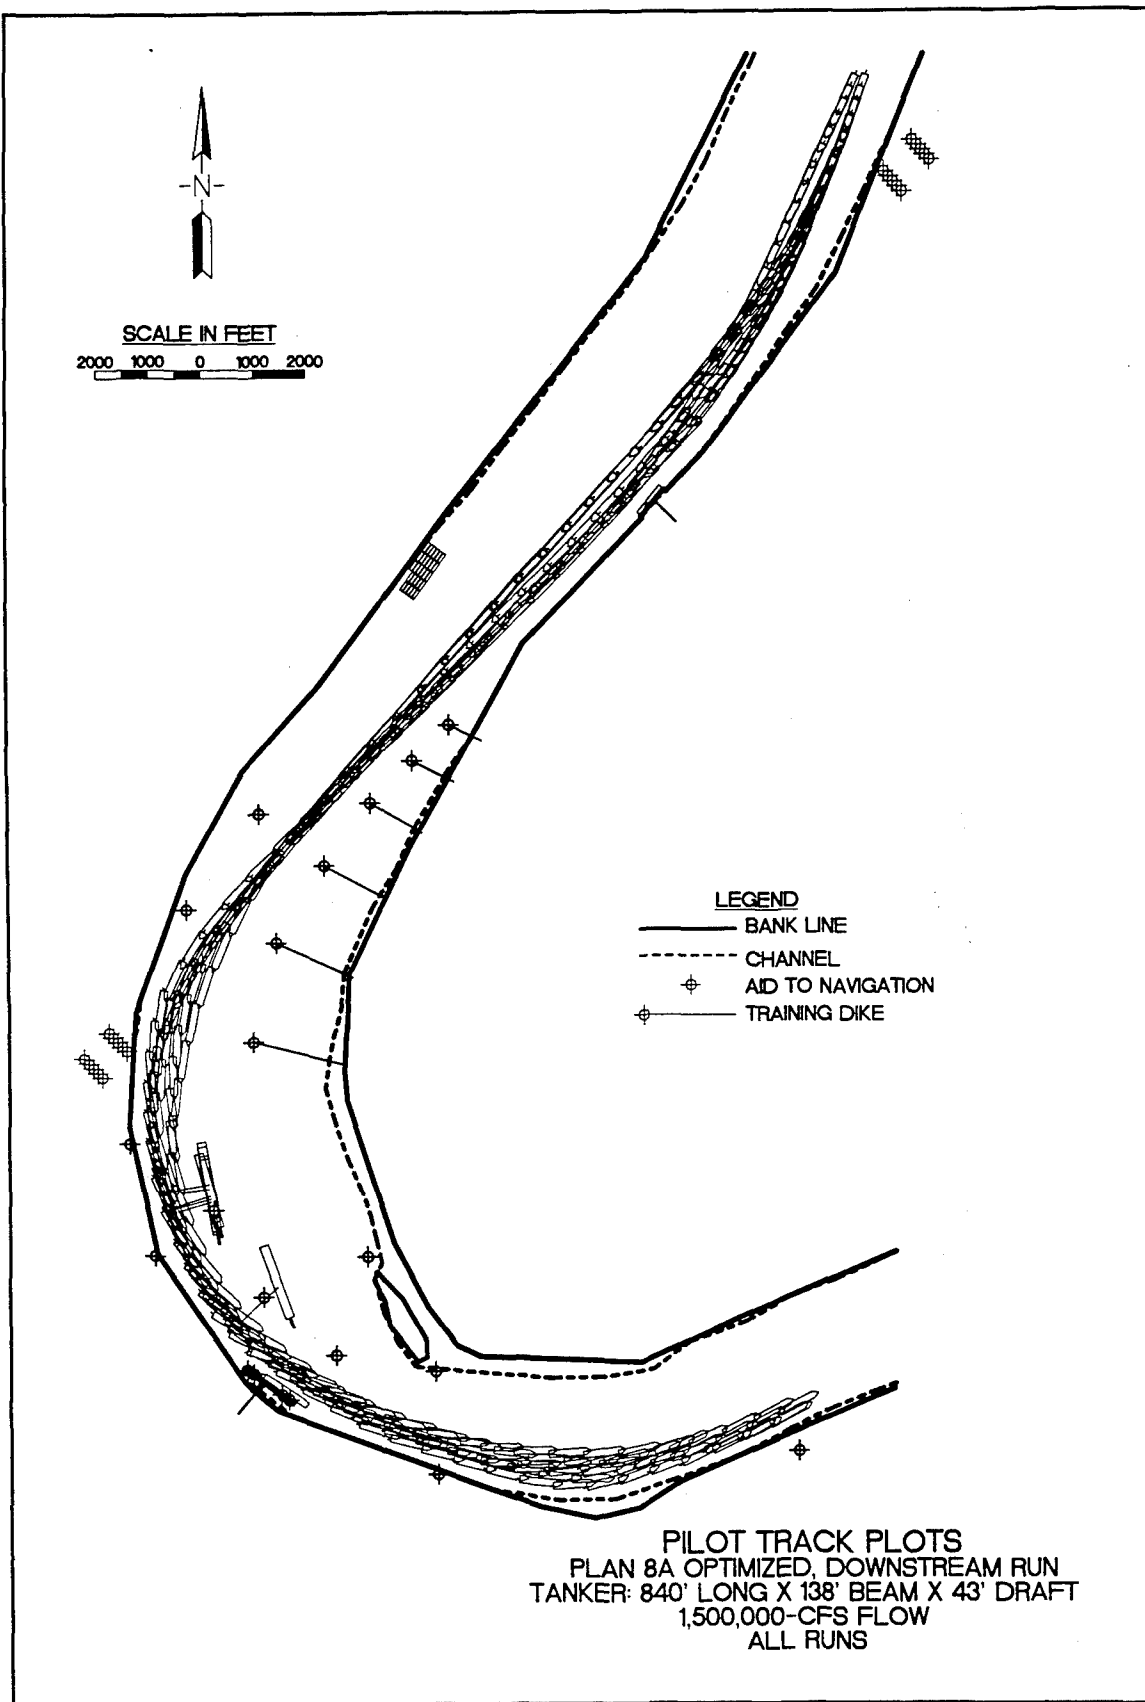 -N-
SCALE IN FEET
2000 1000 0 1000 2000
LEGEND
BANK LINE
CHANNEL
AID TO NAVIGATION
TRAINING DIKE
PILOT TRACK PLOTS
PLAN 8A OPTIMIZED, DOWNSTREAM RUN
TANKER: 840' LONG X 138' BEAM X 43' DRAFT
1,500,000-CFS FLOW
ALL RUNS